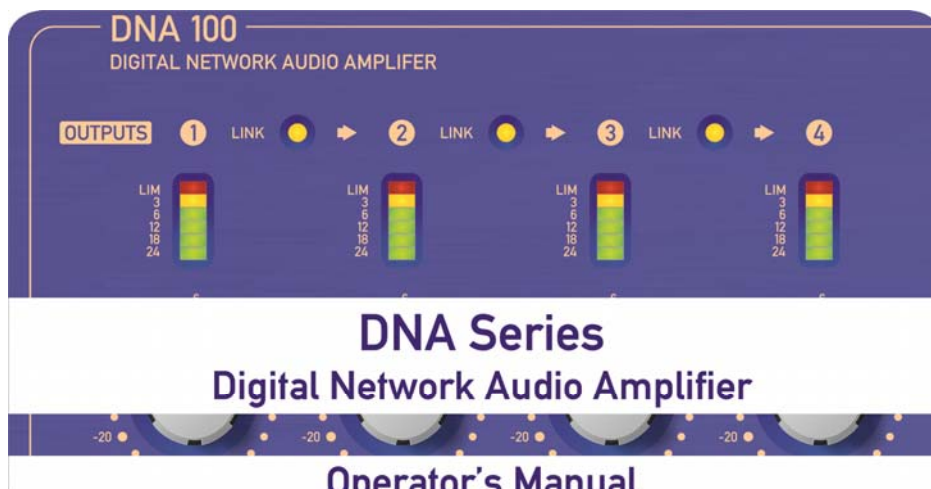 DNA 100
DIGITAL NETWORK AUDIO AMPLIFER
OUTPUTS 1 LINK 2 LINK 3 LINK 4
LIM LIM LIM LIM
3 3 3 3
6 6 6 6
12 12 12 12
18 18 18 18
24 24 24 24
DNA Series
Digital Network Audio Amplifier
-20 -20 -20 -20
Operator's Manual